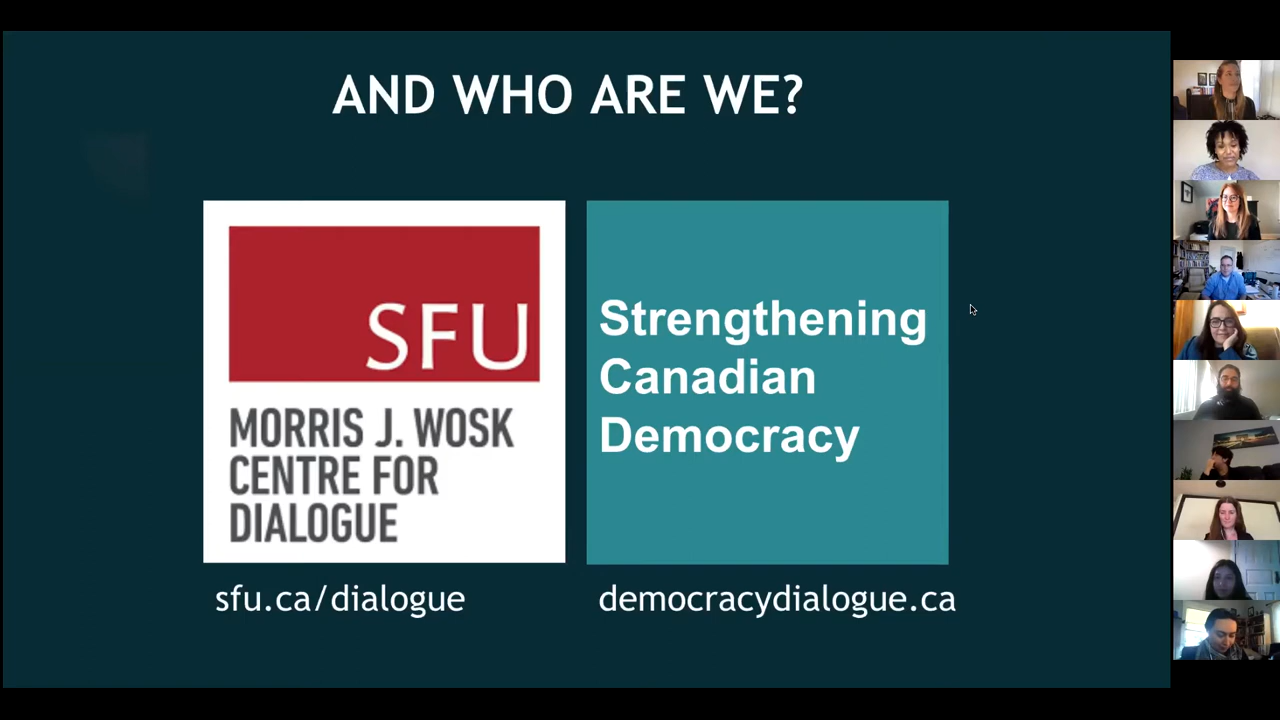 AND WHO ARE WE?
SFU
MORRIS J. WOSK
CENTRE FOR
DIALOGUE
Strengthening
Canadian
Democracy
sfu.ca/dialogue
democracydialogue.ca